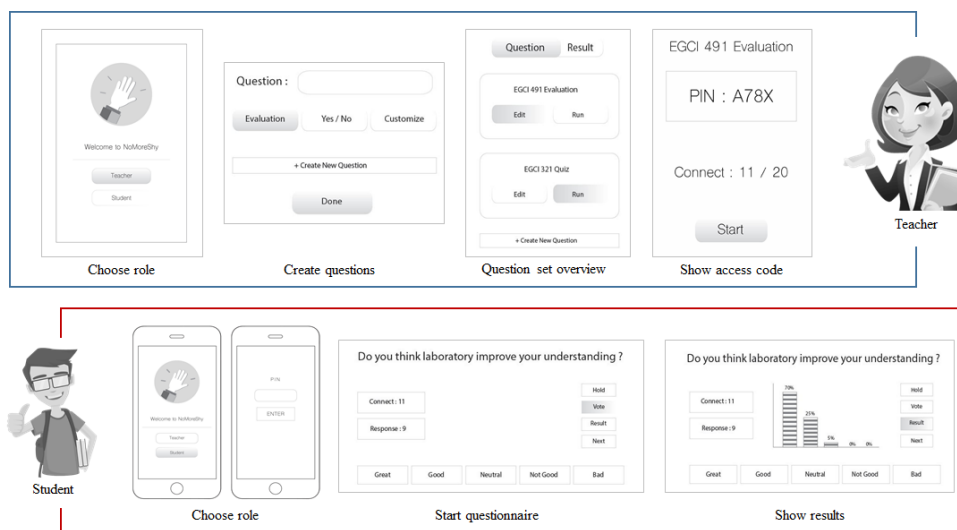 Welcome to NoMoreShy
Teacher
Student
Choose role
Question :
Evaluation Yes / No Customize
+ Create New Question
Done
Create questions
Question Result
EGCI 491 Evaluation
Edit Run
EGCI 321 Quiz
Edit Run
+ Create New Question
Question set overview
EGCI 491 Evaluation
PIN : A78X
Connect : 11 / 20
Start
Show access code
Teacher
Student
Welcome to NoMoreShy
Teacher
Student
PIN
ENTER
Choose role
Do you think laboratory improve your understanding ?
Connect : 11
Response : 9
Hold
Vote
Result
Next
Great Good Neutral Not Good Bad
Start questionnaire
Do you think laboratory improve your understanding ?
Connect : 11
Response : 9
70%
25%
5%
0% 0%
Hold
Vote
Result
Next
Great Good Neutral Not Good Bad
Show results